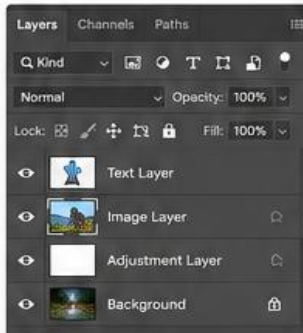 Layers Channels Paths
Kind
Normal Opacity: 100%
Lock: Fill: 100%
Text Layer
Image Layer
Adjustment Layer
Background